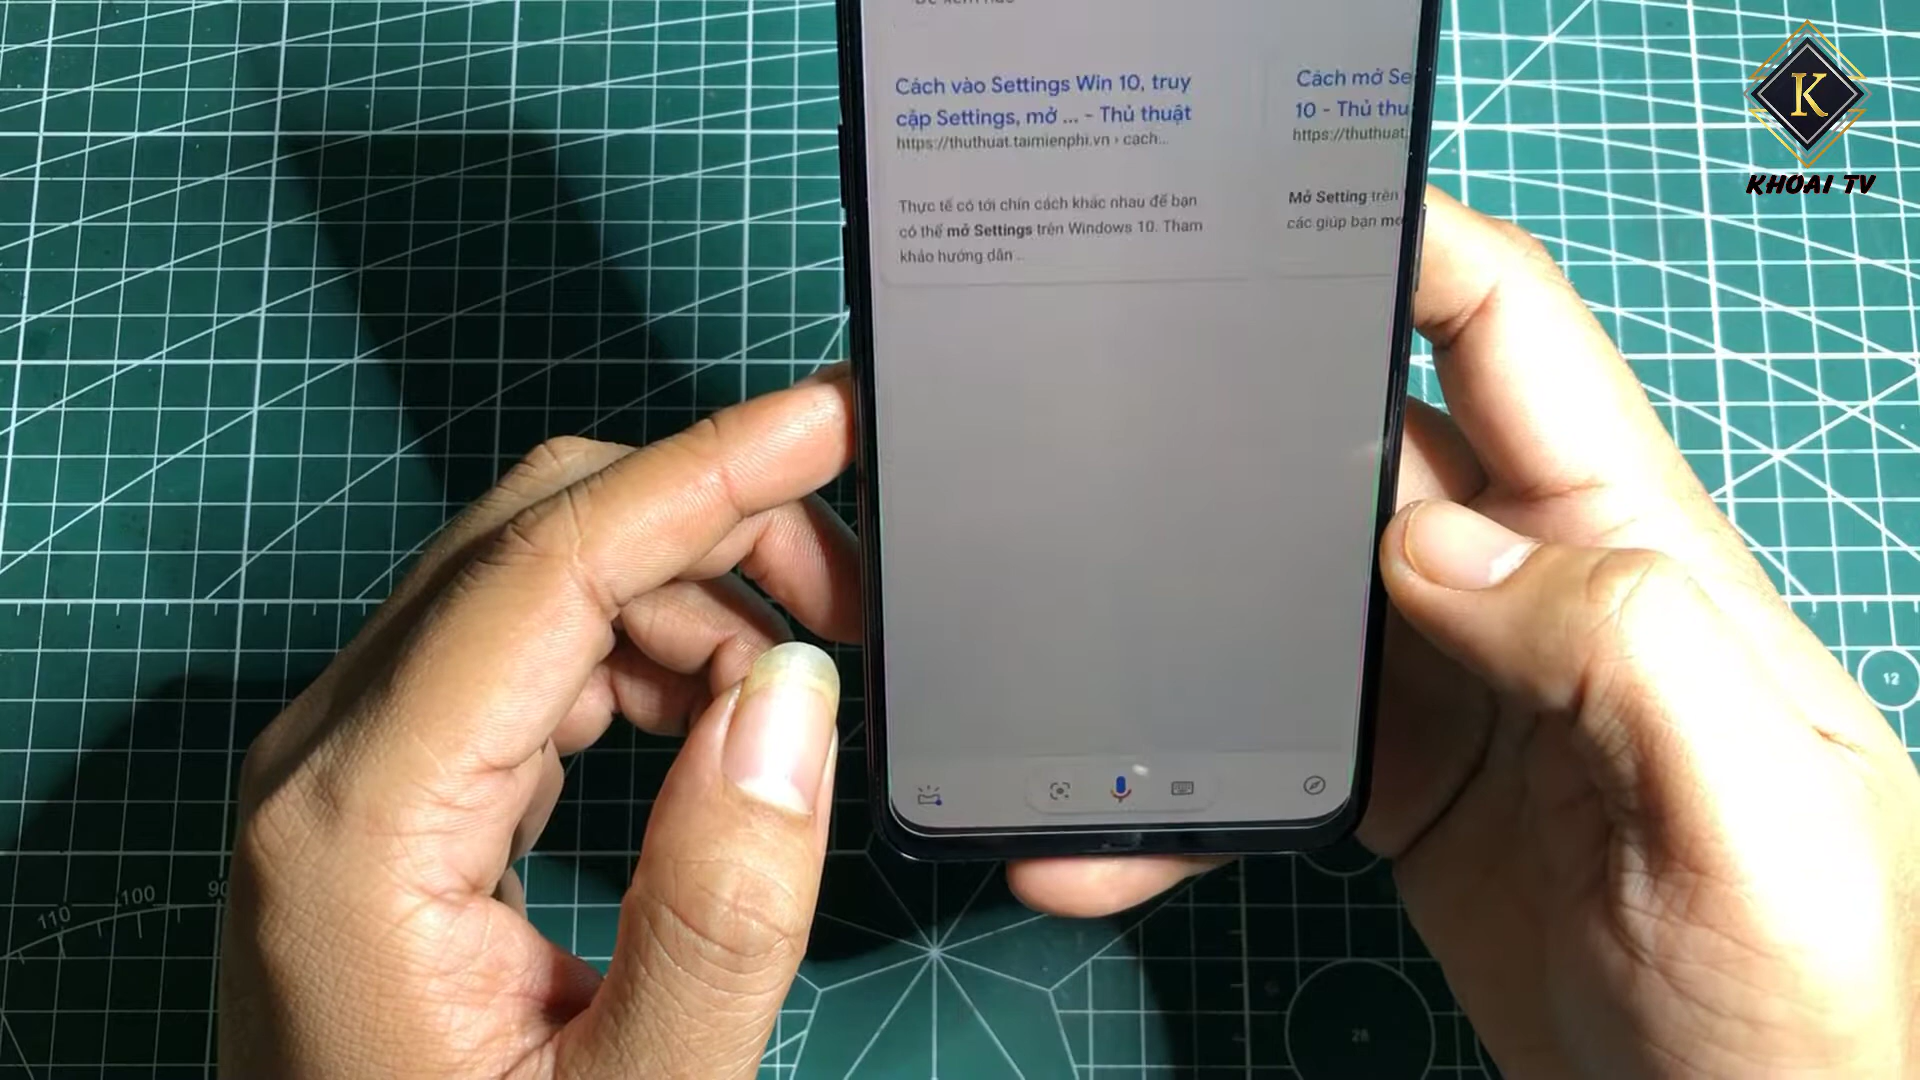 Cách vào Settings Win 10, truy
cập Settings, mở ... - Thủ thuật
https://thuthuat.taimienphi.vn › cach...
Thực tế có tới chín cách khác nhau để bạn
có thể mở Settings trên Windows 10. Tham
khảo hướng dẫn ...
Cách mở Se
10 - Thủ thu
https://thuthuat.
Mở Setting trên
các giúp bạn mở
K
KHOAI TV
12
110
100
90
26